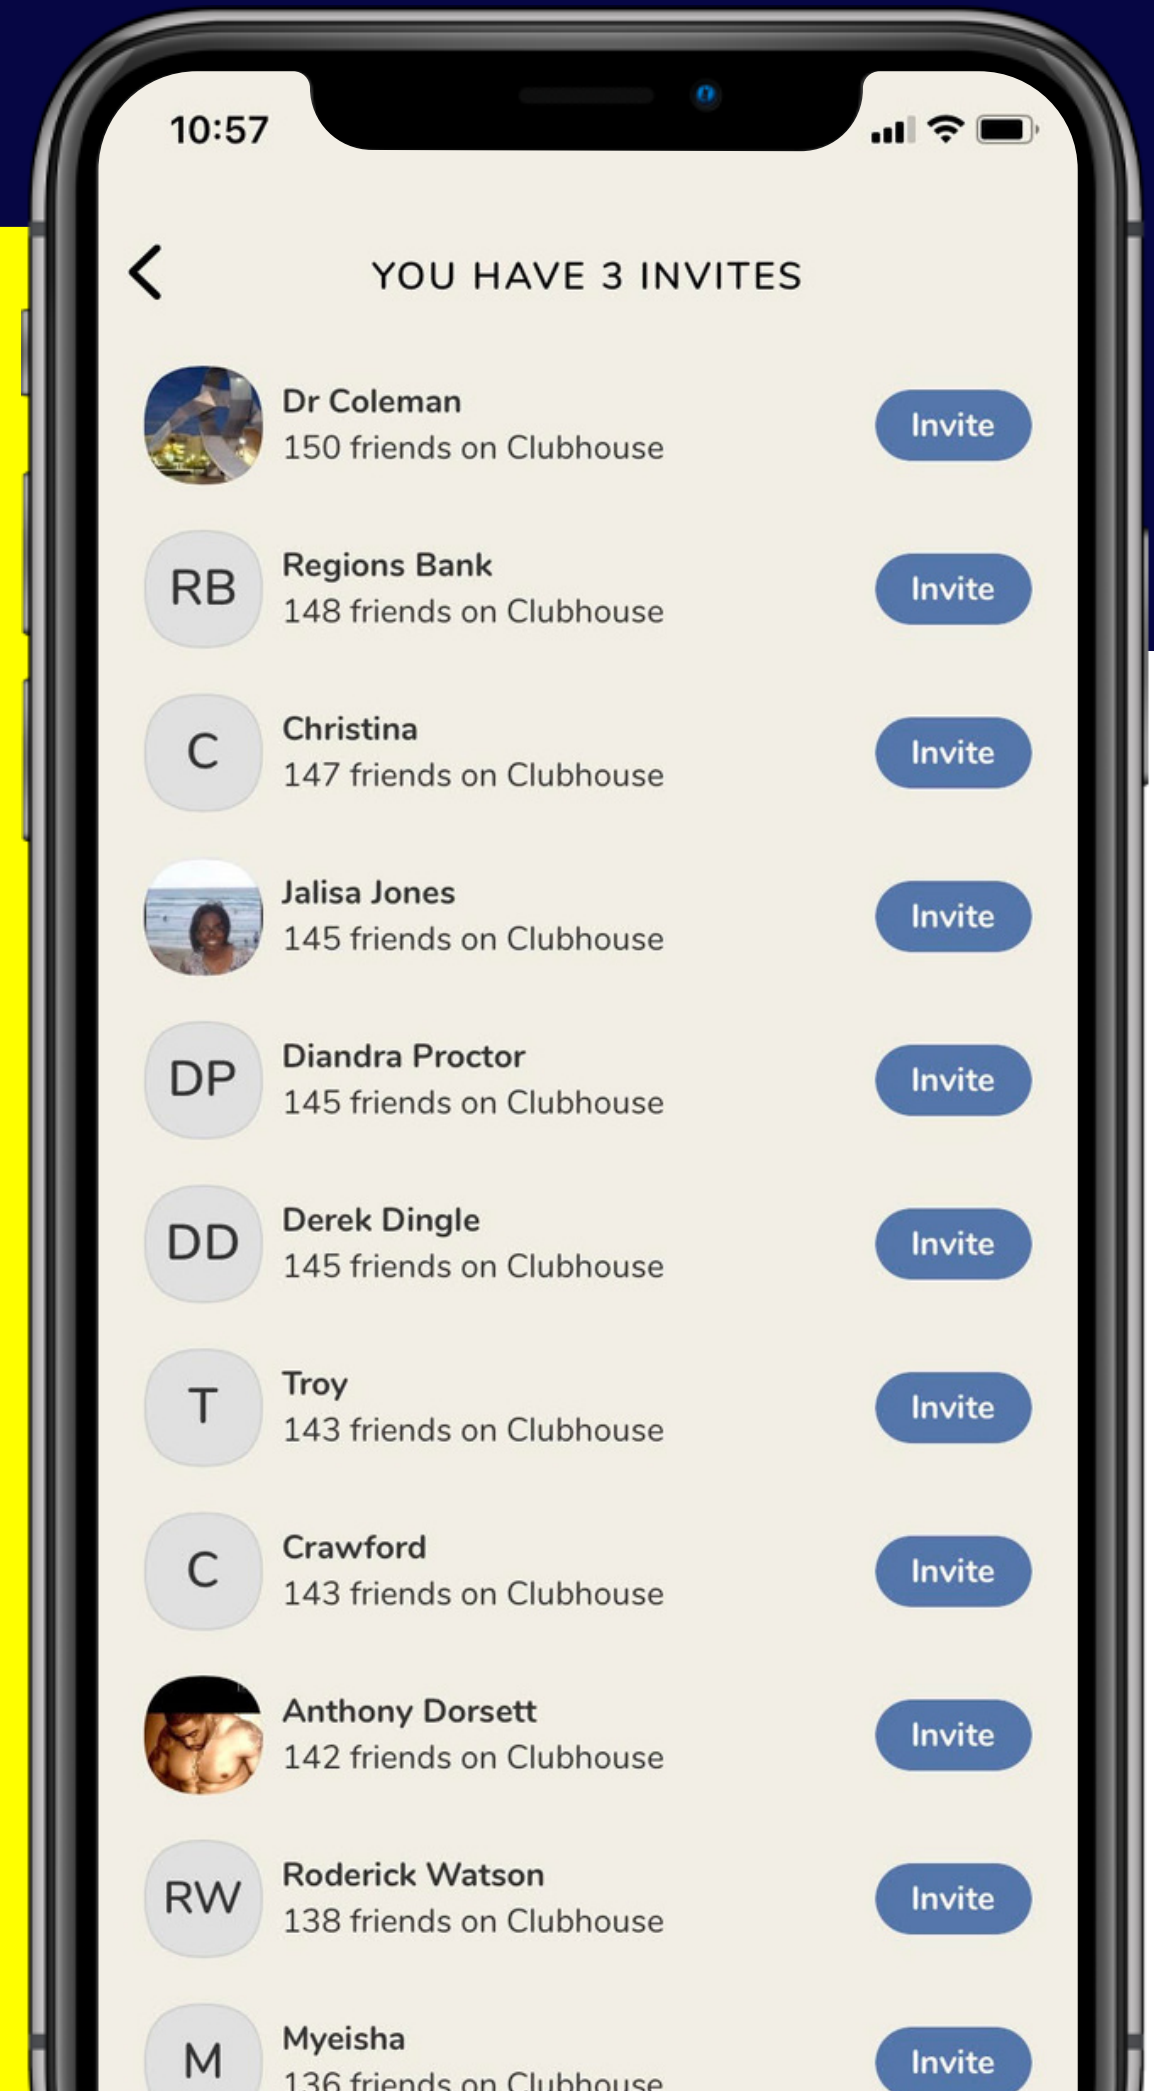 10:57
YOU HAVE 3 INVITES
Dr Coleman
150 friends on Clubhouse
Invite
RB
Regions Bank
148 friends on Clubhouse
Invite
C
Christina
147 friends on Clubhouse
Invite
Jalisa Jones
145 friends on Clubhouse
Invite
DP
Diandra Proctor
145 friends on Clubhouse
Invite
DD
Derek Dingle
145 friends on Clubhouse
Invite
T
Troy
143 friends on Clubhouse
Invite
C
Crawford
143 friends on Clubhouse
Invite
Anthony Dorsett
142 friends on Clubhouse
Invite
RW
Roderick Watson
138 friends on Clubhouse
Invite
M
Myeisha
136 friends on Clubhouse
Invite